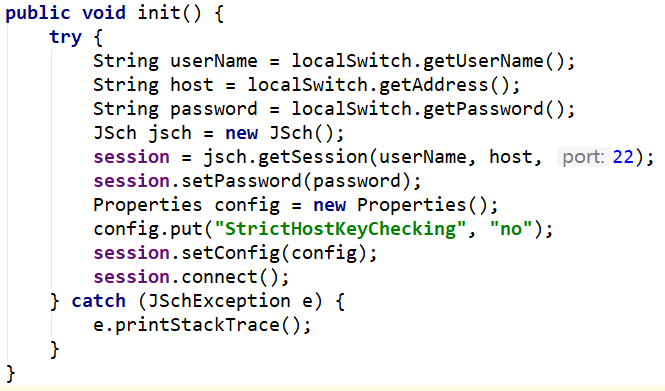 public void init() {
    try {
        String userName = localSwitch.getUserName();
        String host = localSwitch.getAddress();
        String password = localSwitch.getPassword();
        JSch jsch = new JSch();
        session = jsch.getSession(userName, host, port: 22);
        session.setPassword(password);
        Properties config = new Properties();
        config.put("StrictHostKeyChecking", "no");
        session.setConfig(config);
        session.connect();
    } catch (JSchException e) {
        e.printStackTrace();
    }
}